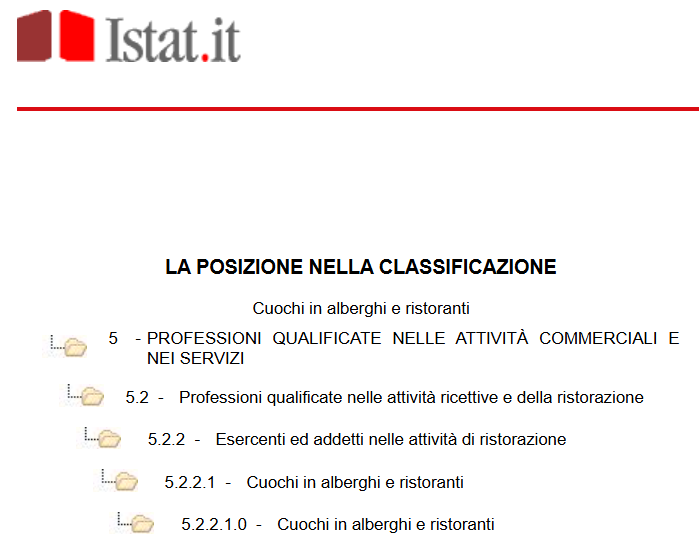 Istat.it
LA POSIZIONE NELLA CLASSIFICAZIONE
Cuochi in alberghi e ristoranti
5 - PROFESSIONI QUALIFICATE NELLE ATTIVITÀ COMMERCIALI E
NEI SERVIZI
5.2 - Professioni qualificate nelle attività ricettive e della ristorazione
5.2.2 - Esercenti ed addetti nelle attività di ristorazione
5.2.2.1 - Cuochi in alberghi e ristoranti
5.2.2.1.0 - Cuochi in alberghi e ristoranti